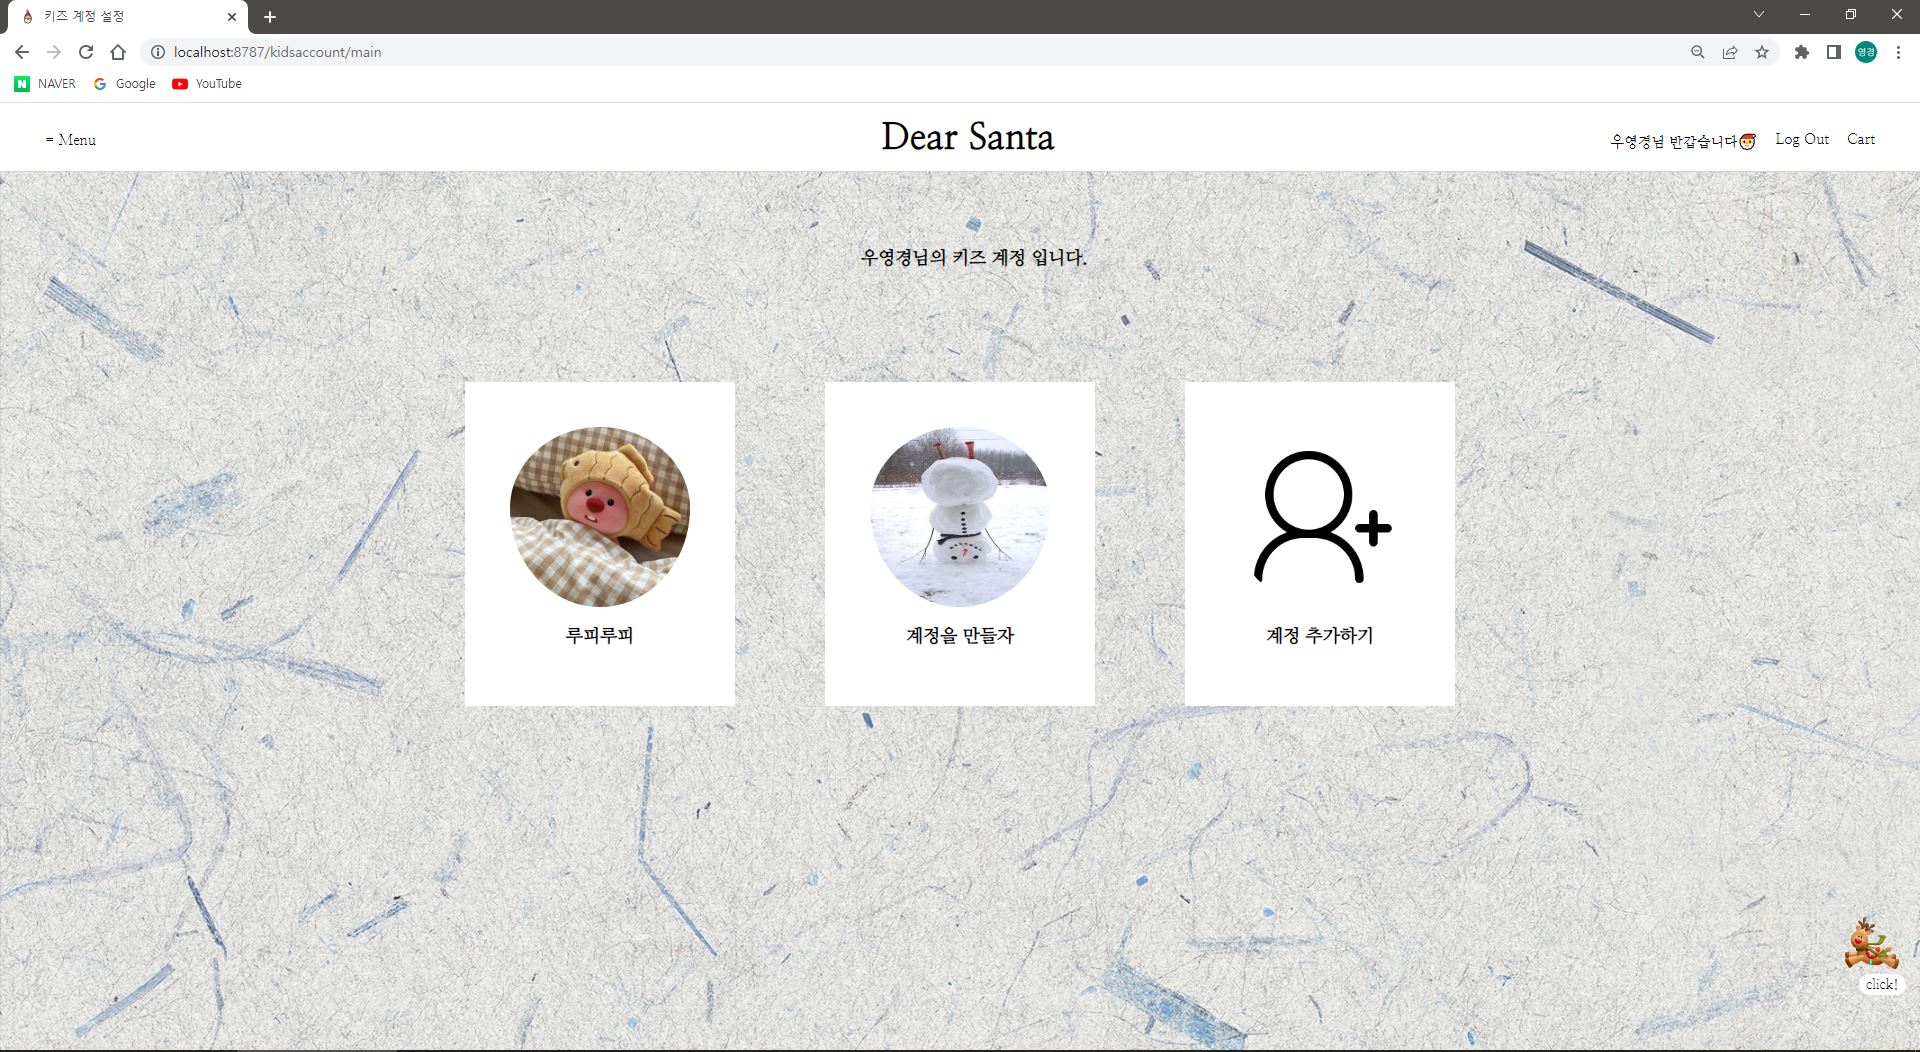 키즈 계정 설정
localhost:8787/kidsaccount/main
영경
NAVER Google YouTube
= Menu
Dear Santa
우영경님 반갑습니다🎅 Log Out Cart
우영경님의 키즈 계정 입니다.
루피루피
계정을 만들자
계정 추가하기
click!